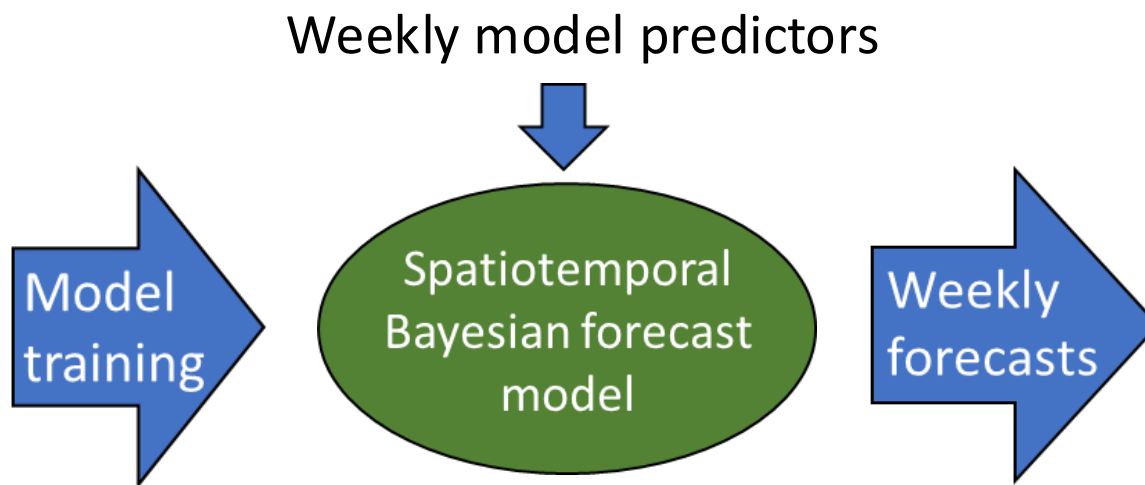 Weekly model predictors
Model
training
Spatiotemporal
Bayesian forecast
model
Weekly
forecasts